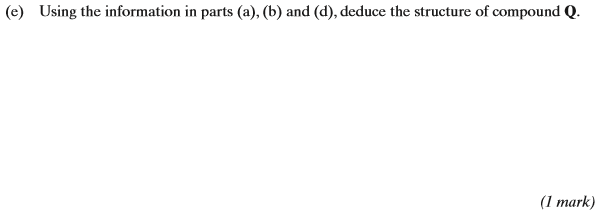 (e) Using the information in parts (a), (b) and (d), deduce the structure of compound Q.
(1 mark)